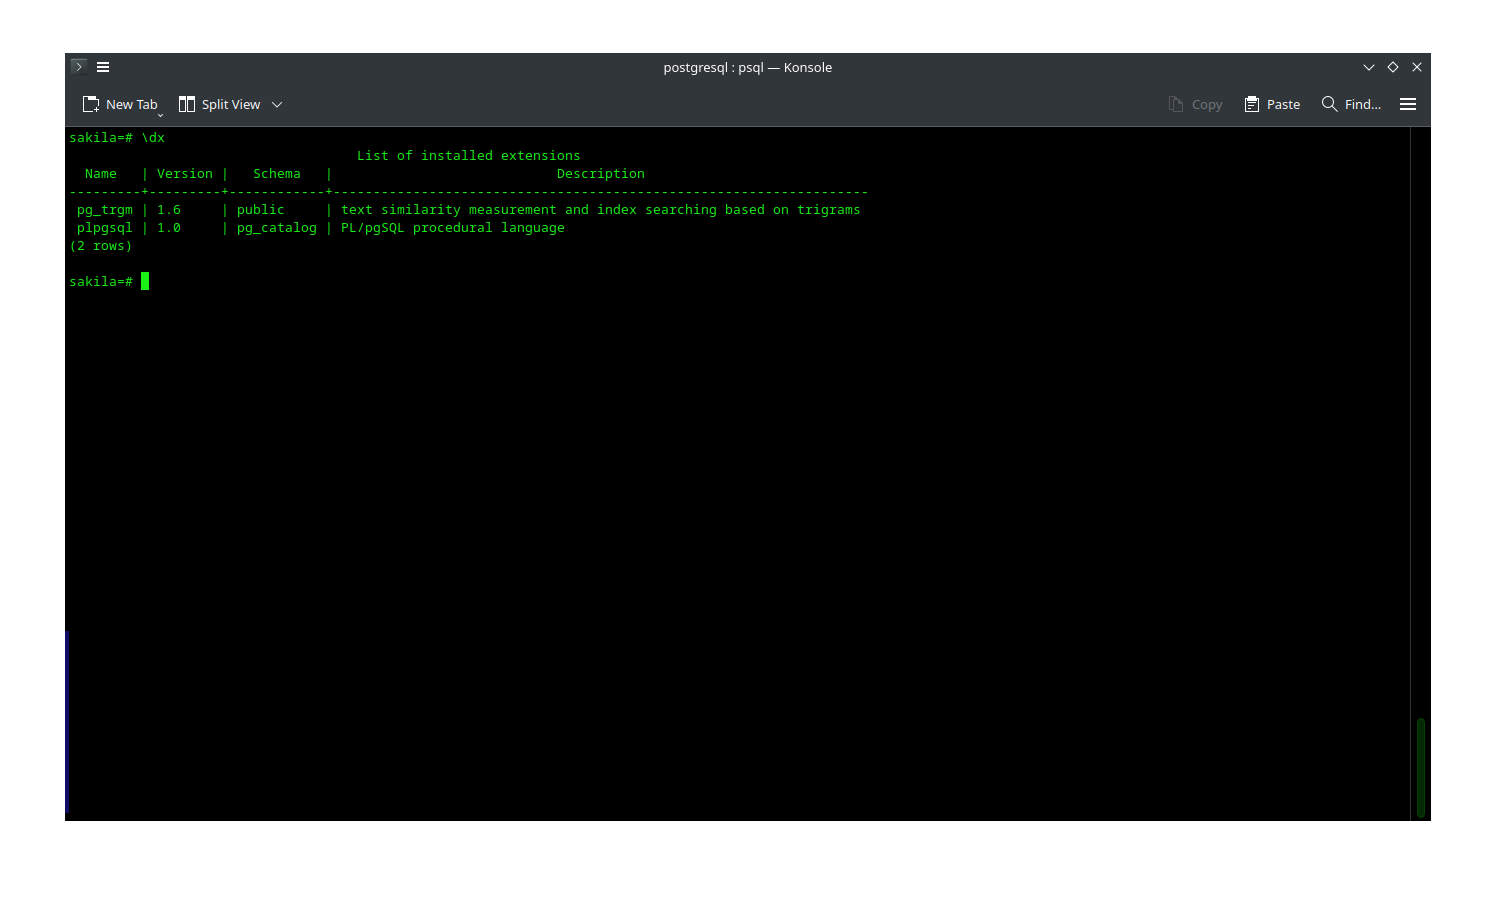 postgresql : psql — Konsole
New Tab Split View Copy Paste Find...
sakila=# \dx
                                    List of installed extensions
  Name   | Version |   Schema   |                            Description
---------+---------+------------+-------------------------------------------------------------------
 pg_trgm | 1.6     | public     | text similarity measurement and index searching based on trigrams
 plpgsql | 1.0     | pg_catalog | PL/pgSQL procedural language
(2 rows)
sakila=#